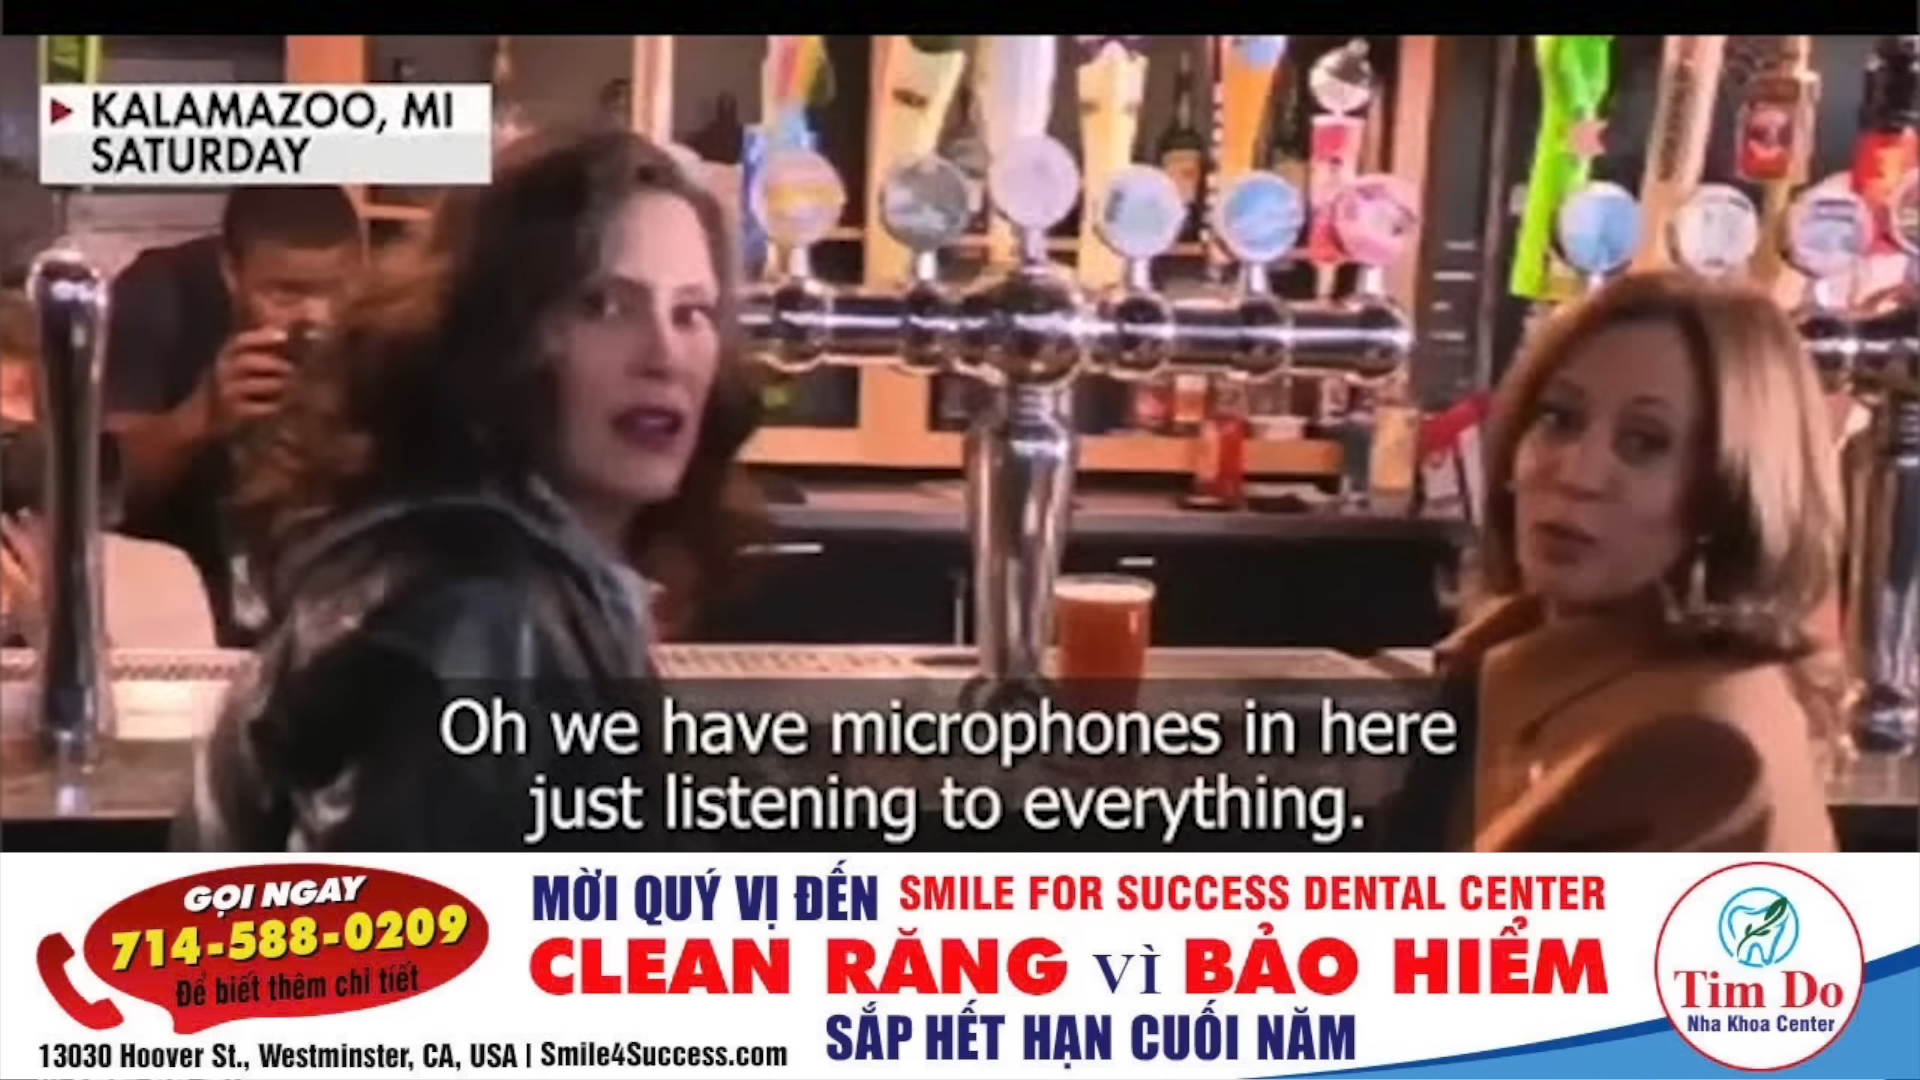 KALAMAZOO, MI
SATURDAY
Oh we have microphones in here
just listening to everything.
GỌI NGAY
714-588-0209
Để biết thêm chi tiết
13030 Hoover St., Westminster, CA, USA | Smile4Success.com
MỜI QUÝ VỊ ĐẾN SMILE FOR SUCCESS DENTAL CENTER
CLEAN RĂNG VÌ BẢO HIỂM
SẮP HẾT HẠN CUỐI NĂM
Tim Do
Nha Khoa Center